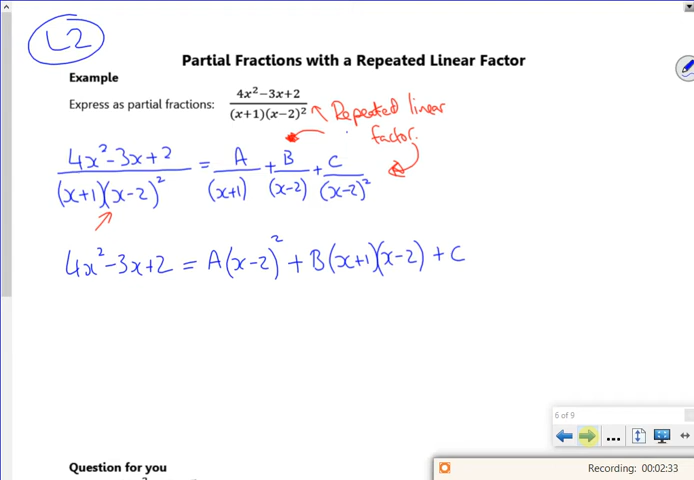 L2
Partial Fractions with a Repeated Linear Factor
Example
Express as partial fractions: 4x²−3x+2 / (x+1)(x−2)²
Repeated linear factor.
4x²-3x+2 / (x+1)(x-2)² = A/(x+1) + B/(x-2) + C/(x-2)²
4x²-3x+2 = A(x-2)² + B(x+1)(x-2) + C
6 of 9
...
Question for you
Recording: 00:02:33